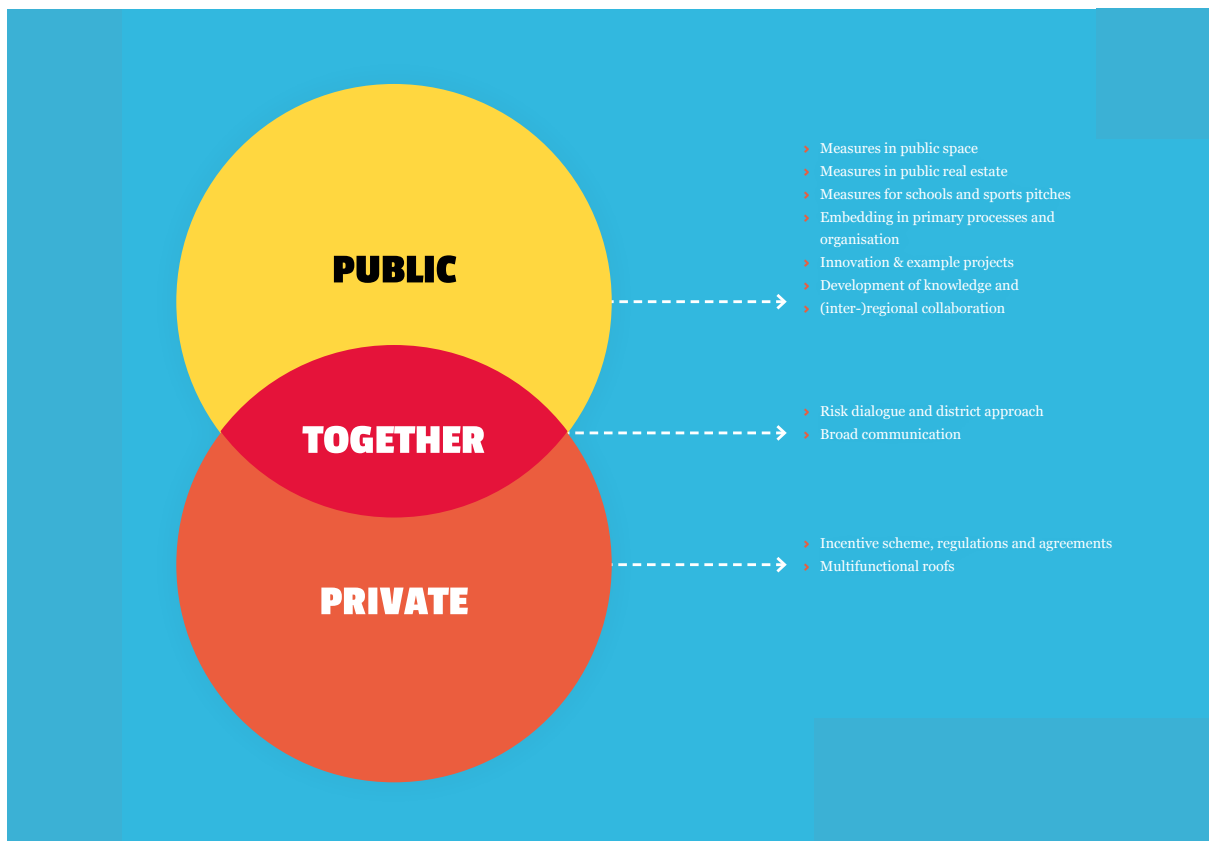 PUBLIC
Measures in public space
Measures in public real estate
Measures for schools and sports pitches
Embedding in primary processes and
organisation
Innovation & example projects
Development of knowledge and
(inter-)regional collaboration
TOGETHER
Risk dialogue and district approach
Broad communication
PRIVATE
Incentive scheme, regulations and agreements
Multifunctional roofs